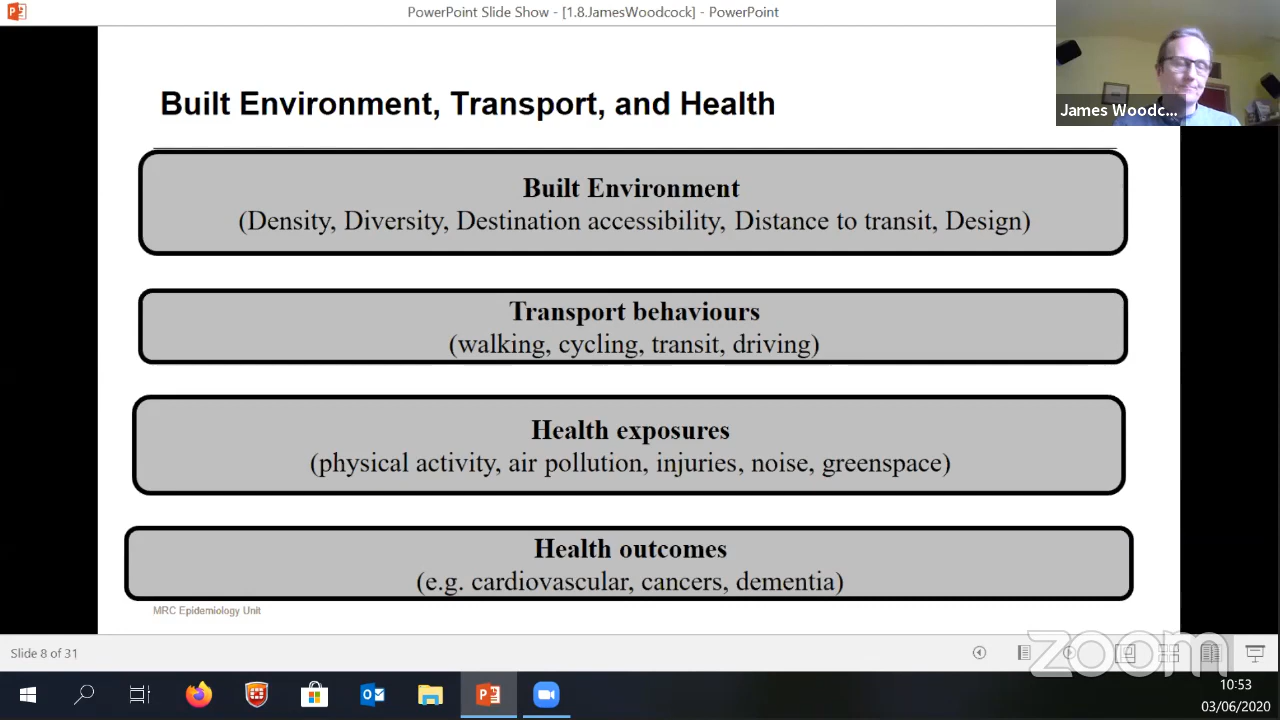 PowerPoint Slide Show - [1.8.JamesWoodcock] - PowerPoint
James Woodc...
Built Environment, Transport, and Health
Built Environment
(Density, Diversity, Destination accessibility, Distance to transit, Design)
Transport behaviours
(walking, cycling, transit, driving)
Health exposures
(physical activity, air pollution, injuries, noise, greenspace)
Health outcomes
(e.g. cardiovascular, cancers, dementia)
MRC Epidemiology Unit
Slide 8 of 31
zoom
10:53
03/06/2020